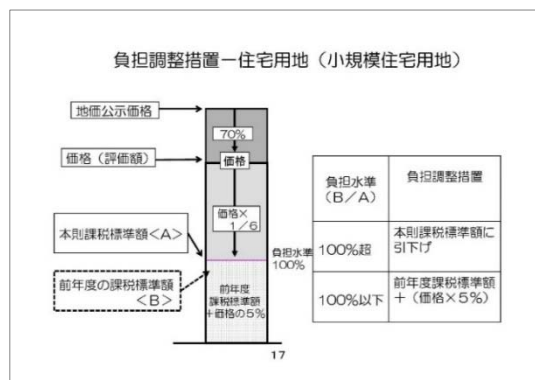 負担調整措置ー住宅用地（小規模住宅用地）
地価公示価格
70%
価格（評価額）
価格
価格×
1／6
本則課税標準額<A>
負担水準
100%
前年度の課税標準額
<B>
前年度
課税標準額
＋価格の5%
負担水準
（B／A）
負担調整措置
100%超
本則課税標準額に
引下げ
100%以下
前年度課税標準額
＋（価格×5%）
17